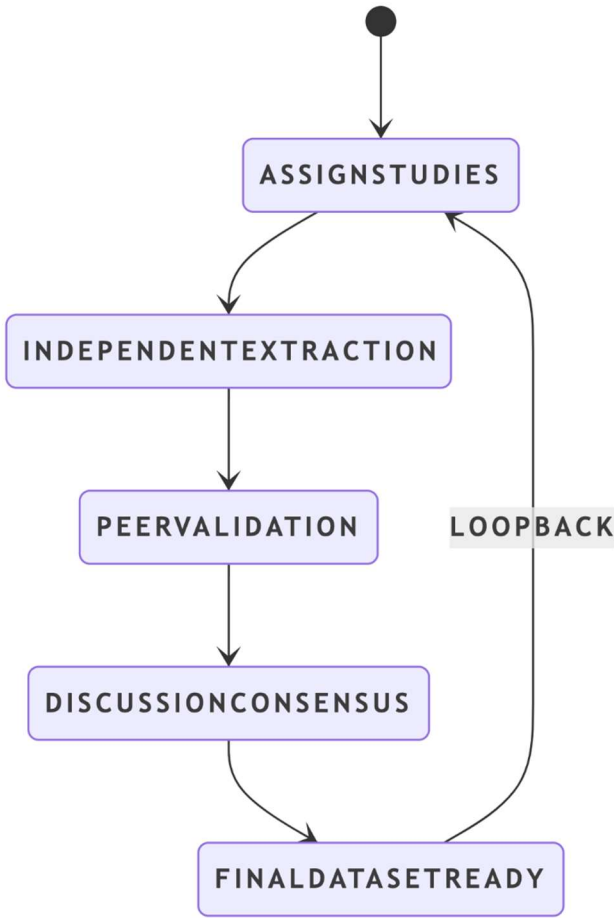 ASSIGNSTUDIES
INDEPENDENTEXTRACTION
PEERVALIDATION
LOOPBACK
DISCUSSIONCONSENSUS
FINALDATASETREADY